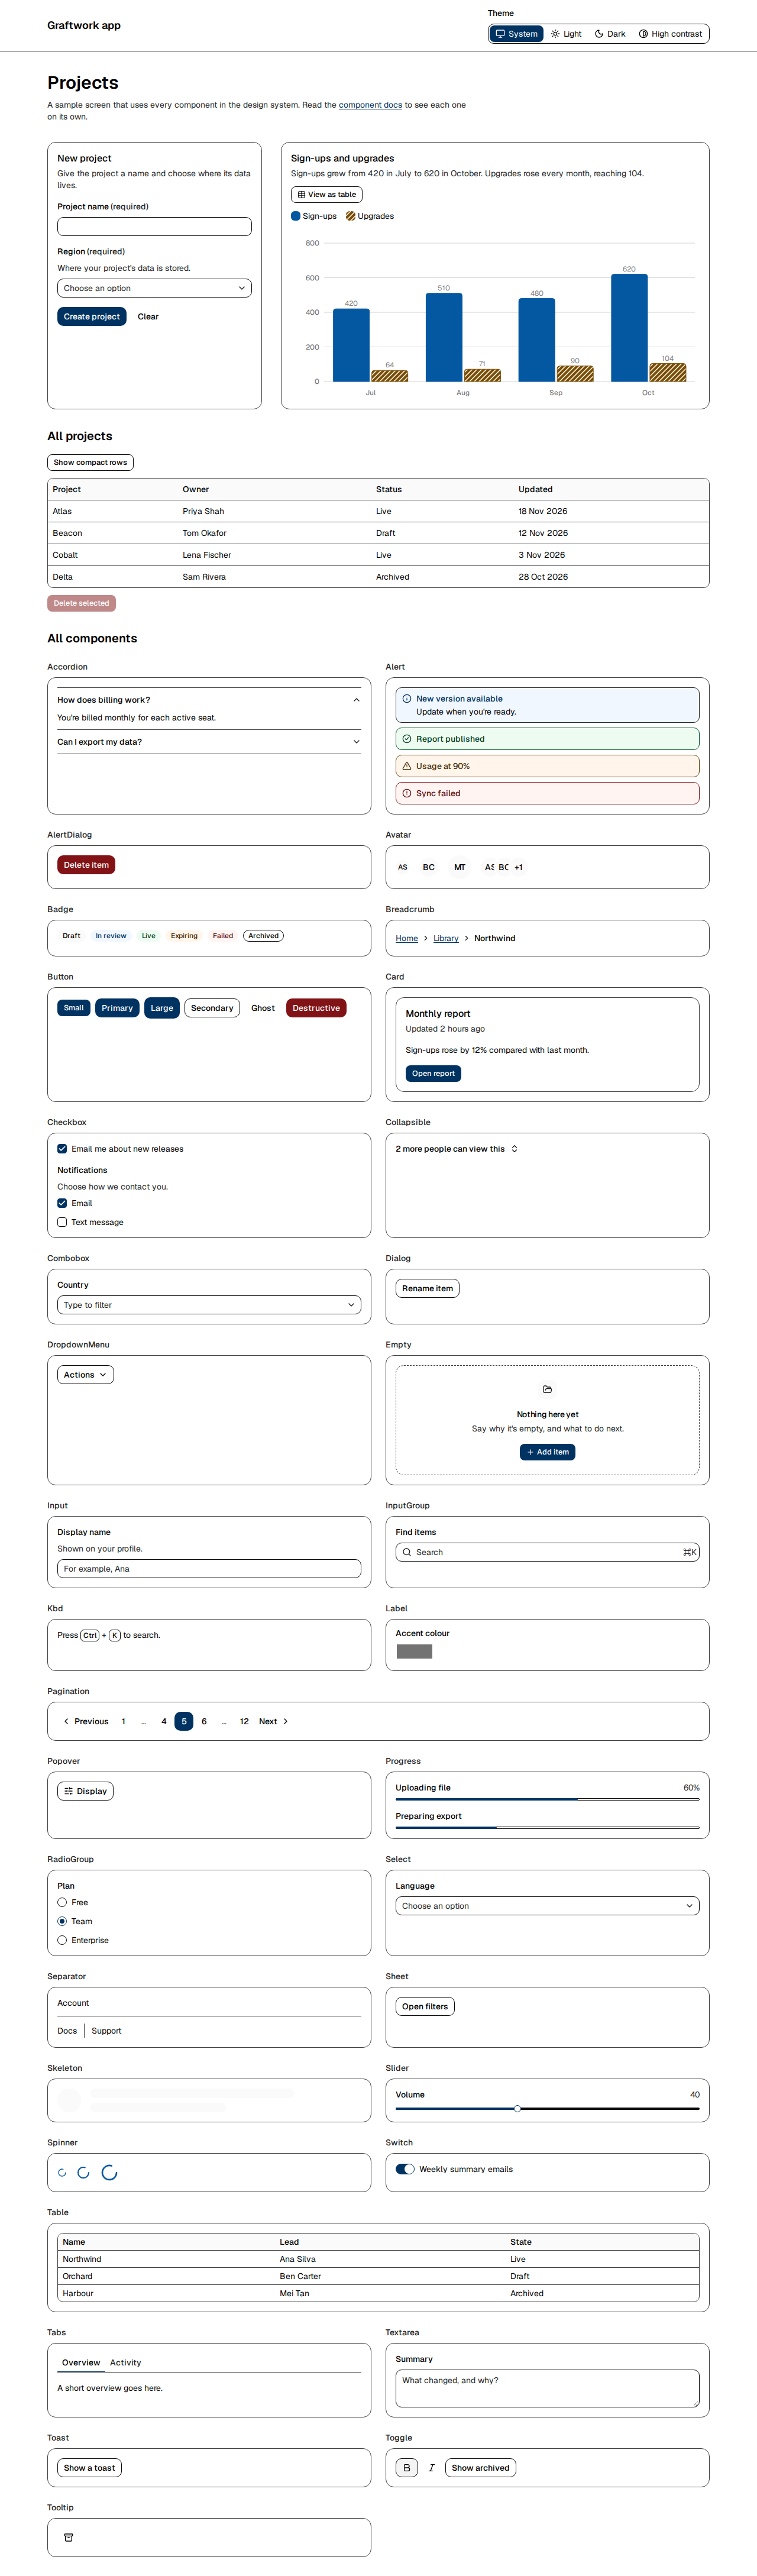 Graftwork app
Theme
System Light Dark High contrast
Projects
A sample screen that uses every component in the design system. Read the component docs to see each one
on its own.
New project
Give the project a name and choose where its data
lives.
Project name (required)
Region (required)
Where your project's data is stored.
Choose an option
Create project Clear
Sign-ups and upgrades
Sign-ups grew from 420 in July to 620 in October. Upgrades rose every month, reaching 104.
View as table
Sign-ups Upgrades
800
600
400
200
0
420
64
510
71
480
90
620
104
Jul Aug Sep Oct
All projects
Show compact rows
Project Owner Status Updated
Atlas Priya Shah Live 18 Nov 2026
Beacon Tom Okafor Draft 12 Nov 2026
Cobalt Lena Fischer Live 3 Nov 2026
Delta Sam Rivera Archived 28 Oct 2026
Delete selected
All components
Accordion
How does billing work?
You're billed monthly for each active seat.
Can I export my data?
Alert
New version available
Update when you're ready.
Report published
Usage at 90%
Sync failed
AlertDialog
Delete item
Avatar
AS BC MT AS BC +1
Badge
Draft In review Live Expiring Failed Archived
Breadcrumb
Home Library Northwind
Button
Small Primary Large Secondary Ghost Destructive
Card
Monthly report
Updated 2 hours ago
Sign-ups rose by 12% compared with last month.
Open report
Checkbox
Email me about new releases
Notifications
Choose how we contact you.
Email
Text message
Collapsible
2 more people can view this
Combobox
Country
Type to filter
Dialog
Rename item
DropdownMenu
Actions
Empty
Nothing here yet
Say why it's empty, and what to do next.
Add item
Input
Display name
Shown on your profile.
For example, Ana
InputGroup
Find items
Search ⌘K
Kbd
Press Ctrl + K to search.
Label
Accent colour
Pagination
Previous 1 … 4 5 6 … 12 Next
Popover
Display
Progress
Uploading file 60%
Preparing export
RadioGroup
Plan
Free
Team
Enterprise
Select
Language
Choose an option
Separator
Account
Docs Support
Sheet
Open filters
Skeleton
Slider
Volume 40
Spinner
Switch
Weekly summary emails
Table
Name Lead State
Northwind Ana Silva Live
Orchard Ben Carter Draft
Harbour Mei Tan Archived
Tabs
Overview Activity
A short overview goes here.
Textarea
Summary
What changed, and why?
Toast
Show a toast
Toggle
B I Show archived
Tooltip